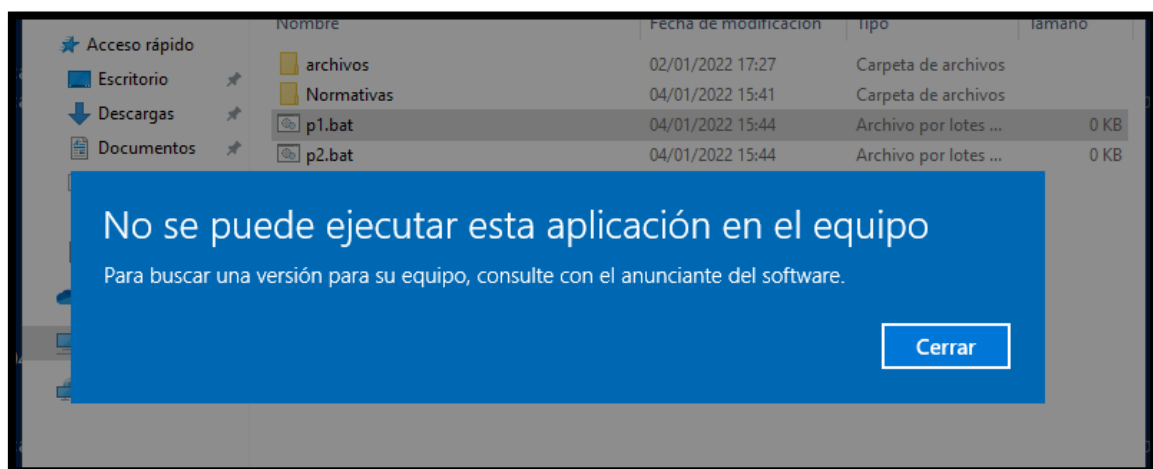 Nombre Fecha de modificación Tipo Tamaño
Acceso rápido
Escritorio
archivos 02/01/2022 17:27 Carpeta de archivos
Normativas 04/01/2022 15:41 Carpeta de archivos
Descargas
p1.bat 04/01/2022 15:44 Archivo por lotes ... 0 KB
Documentos
p2.bat 04/01/2022 15:44 Archivo por lotes ... 0 KB
No se puede ejecutar esta aplicación en el equipo
Para buscar una versión para su equipo, consulte con el anunciante del software.
Cerrar